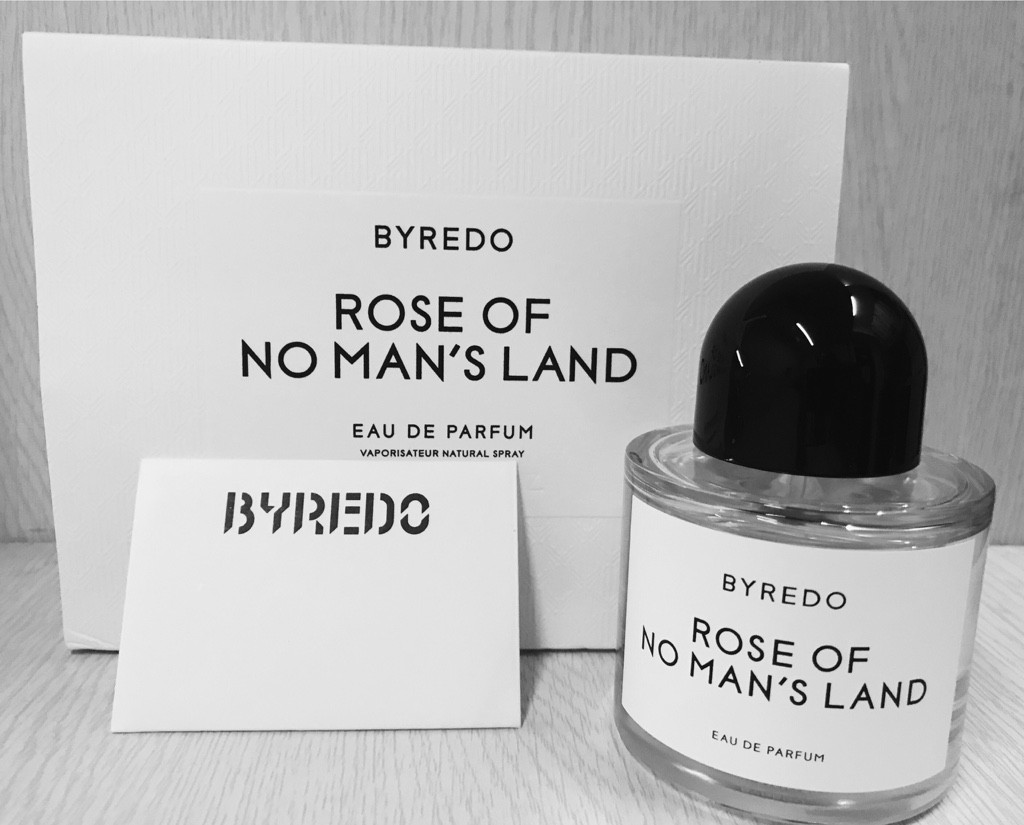 BYREDO
ROSE OF
NO MAN'S LAND
EAU DE PARFUM
VAPORISATEUR NATURAL SPRAY
BYREDO
BYREDO
ROSE OF
NO MAN'S LAND
EAU DE PARFUM